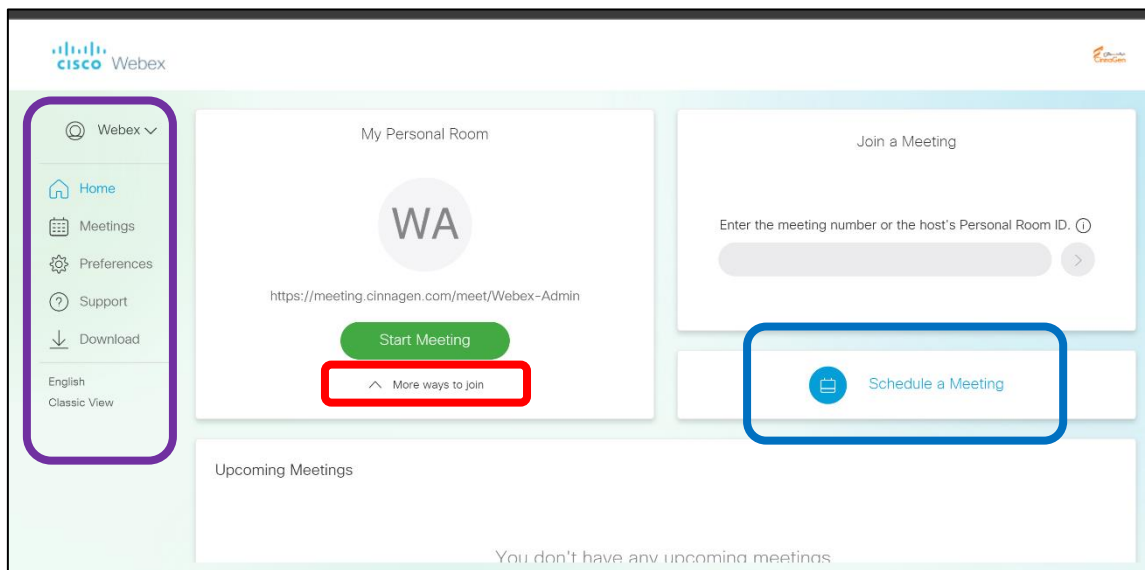 CISCO Webex
CinnaGen
Webex
Home
Meetings
Preferences
Support
Download
English
Classic View
My Personal Room
WA
https://meeting.cinnagen.com/meet/Webex-Admin
Start Meeting
More ways to join
Join a Meeting
Enter the meeting number or the host's Personal Room ID.
Schedule a Meeting
Upcoming Meetings
You don't have any upcoming meetings